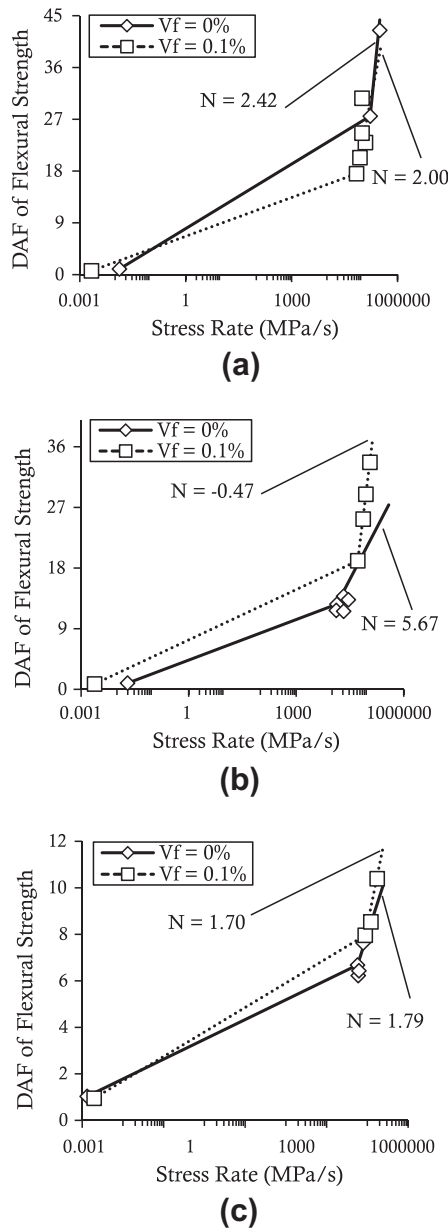 45
36
27
18
9
0
DAF of Flexural Strength
Vf = 0%
Vf = 0.1%
N = 2.42
N = 2.00
0.001 1 1000 1000000
Stress Rate (MPa/s)
(a)
36
27
18
9
0
DAF of Flexural Strength
Vf = 0%
Vf = 0.1%
N = -0.47
N = 5.67
0.001 1 1000 1000000
Stress Rate (MPa/s)
(b)
12
10
8
6
4
2
0
DAF of Flexural Strength
Vf = 0%
Vf = 0.1%
N = 1.70
N = 1.79
0.001 1 1000 1000000
Stress Rate (MPa/s)
(c)